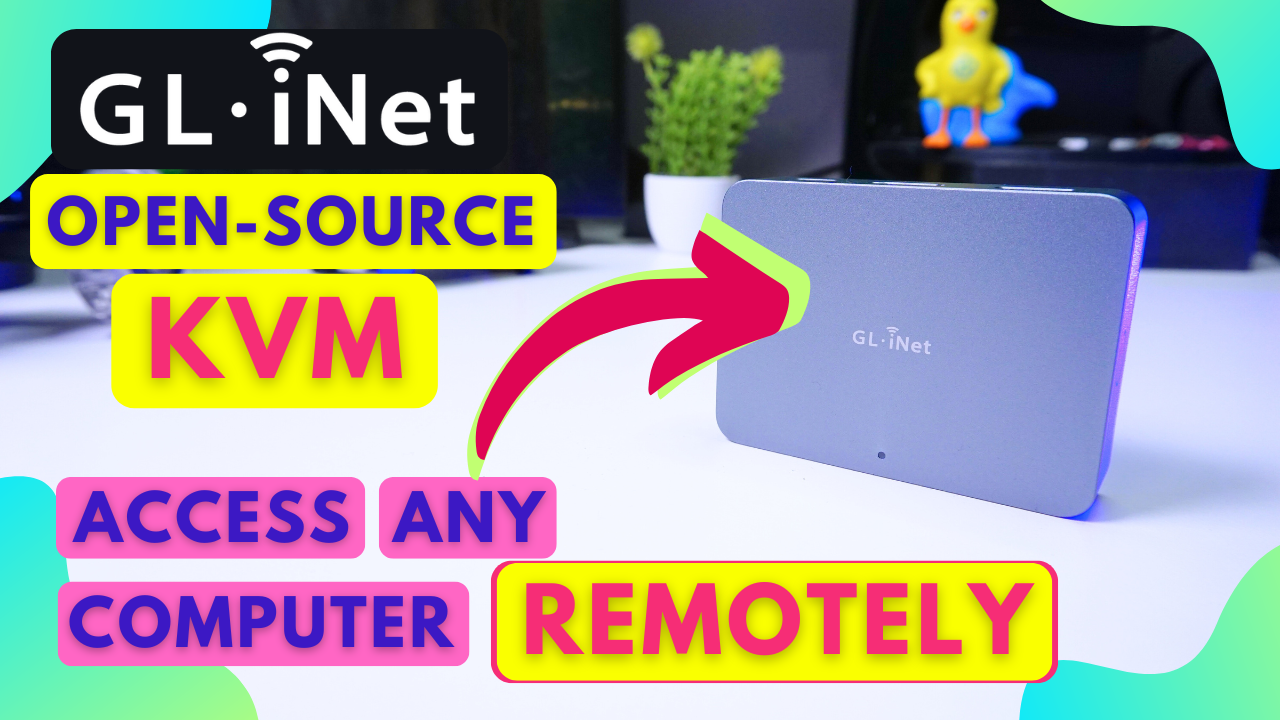 GL·iNet
OPEN-SOURCE
KVM
GL·iNet
ACCESS ANY
COMPUTER REMOTELY